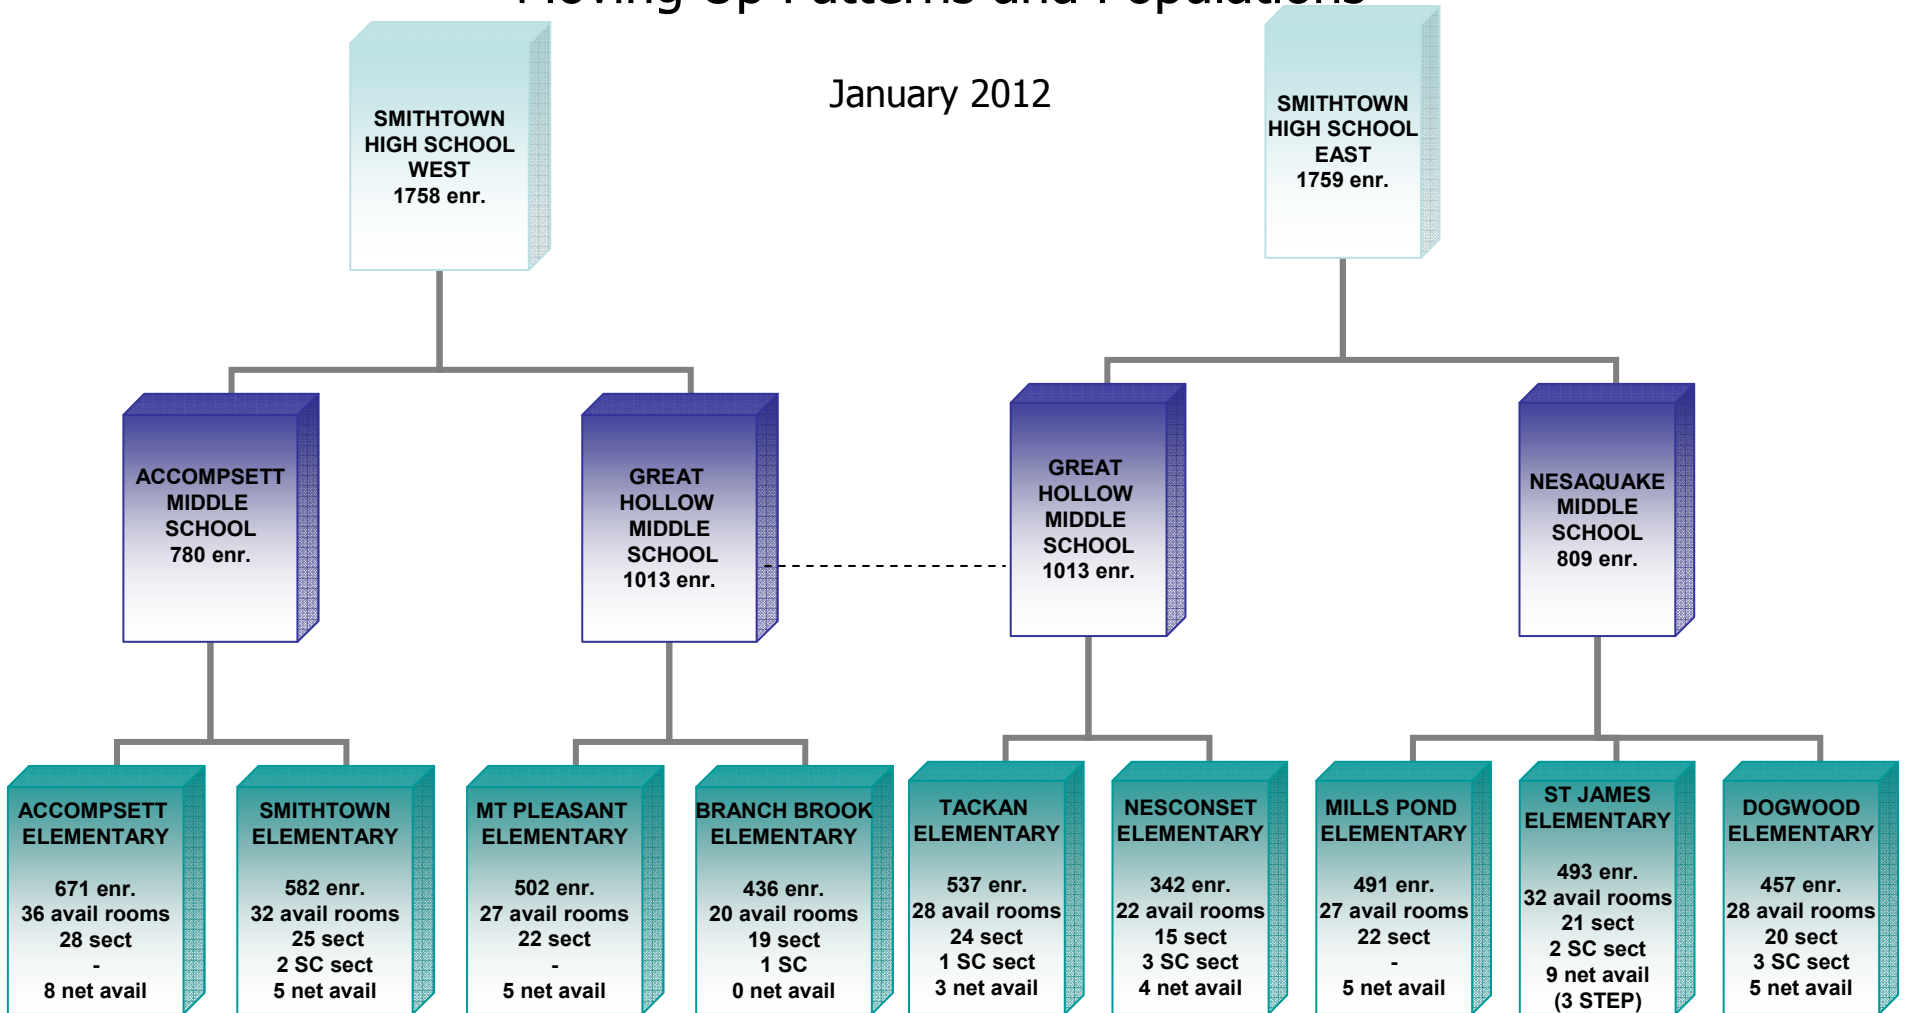 Moving Up Patterns and Populations
January 2012
SMITHTOWN
HIGH SCHOOL
WEST
1758 enr.
SMITHTOWN
HIGH SCHOOL
EAST
1759 enr.
ACCOMPSETT
MIDDLE
SCHOOL
780 enr.
GREAT
HOLLOW
MIDDLE
SCHOOL
1013 enr.
GREAT
HOLLOW
MIDDLE
SCHOOL
1013 enr.
NESAQUAKE
MIDDLE
SCHOOL
809 enr.
ACCOMPSETT
ELEMENTARY
671 enr.
36 avail rooms
28 sect
-
8 net avail
SMITHTOWN
ELEMENTARY
582 enr.
32 avail rooms
25 sect
2 SC sect
5 net avail
MT PLEASANT
ELEMENTARY
502 enr.
27 avail rooms
22 sect
-
5 net avail
BRANCH BROOK
ELEMENTARY
436 enr.
20 avail rooms
19 sect
1 SC
0 net avail
TACKAN
ELEMENTARY
537 enr.
28 avail rooms
24 sect
1 SC sect
3 net avail
NESCONSET
ELEMENTARY
342 enr.
22 avail rooms
15 sect
3 SC sect
4 net avail
MILLS POND
ELEMENTARY
491 enr.
27 avail rooms
22 sect
-
5 net avail
ST JAMES
ELEMENTARY
493 enr.
32 avail rooms
21 sect
2 SC sect
9 net avail
(3 STEP)
DOGWOOD
ELEMENTARY
457 enr.
28 avail rooms
20 sect
3 SC sect
5 net avail